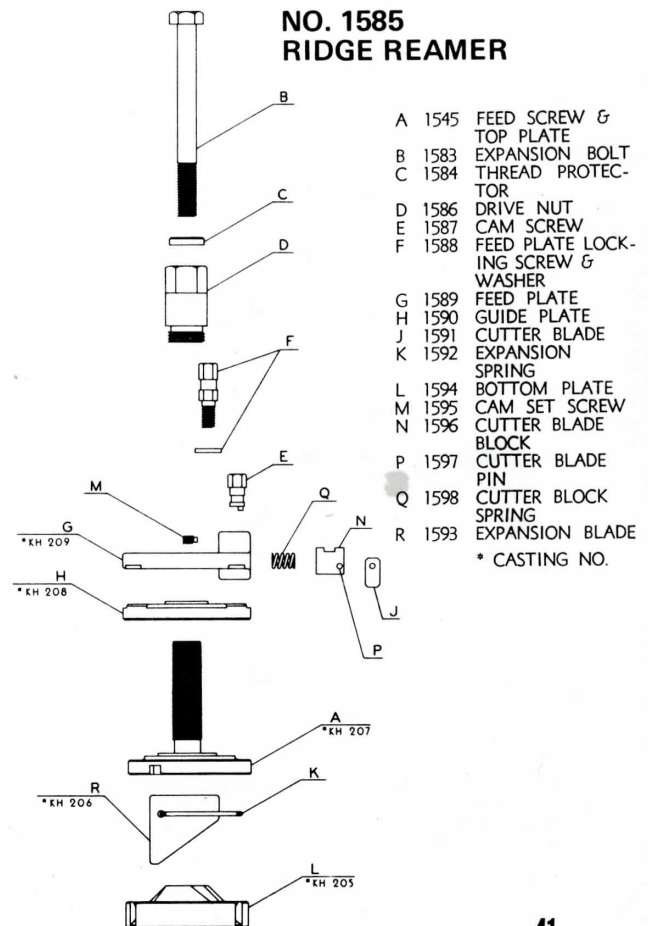 NO. 1585
RIDGE REAMER
A 1545 FEED SCREW &
TOP PLATE
B 1583 EXPANSION BOLT
C 1584 THREAD PROTEC-
TOR
D 1586 DRIVE NUT
E 1587 CAM SCREW
F 1588 FEED PLATE LOCK-
ING SCREW &
WASHER
G 1589 FEED PLATE
H 1590 GUIDE PLATE
J 1591 CUTTER BLADE
K 1592 EXPANSION
SPRING
L 1594 BOTTOM PLATE
M 1595 CAM SET SCREW
N 1596 CUTTER BLADE
BLOCK
P 1597 CUTTER BLADE
PIN
Q 1598 CUTTER BLOCK
SPRING
R 1593 EXPANSION BLADE
* CASTING NO.
B
C
D
F
E
M
Q
N
G
*KH 209
H
*KH 208
J
P
A
*KH 207
R
*KH 206
K
L
*KH 205
41